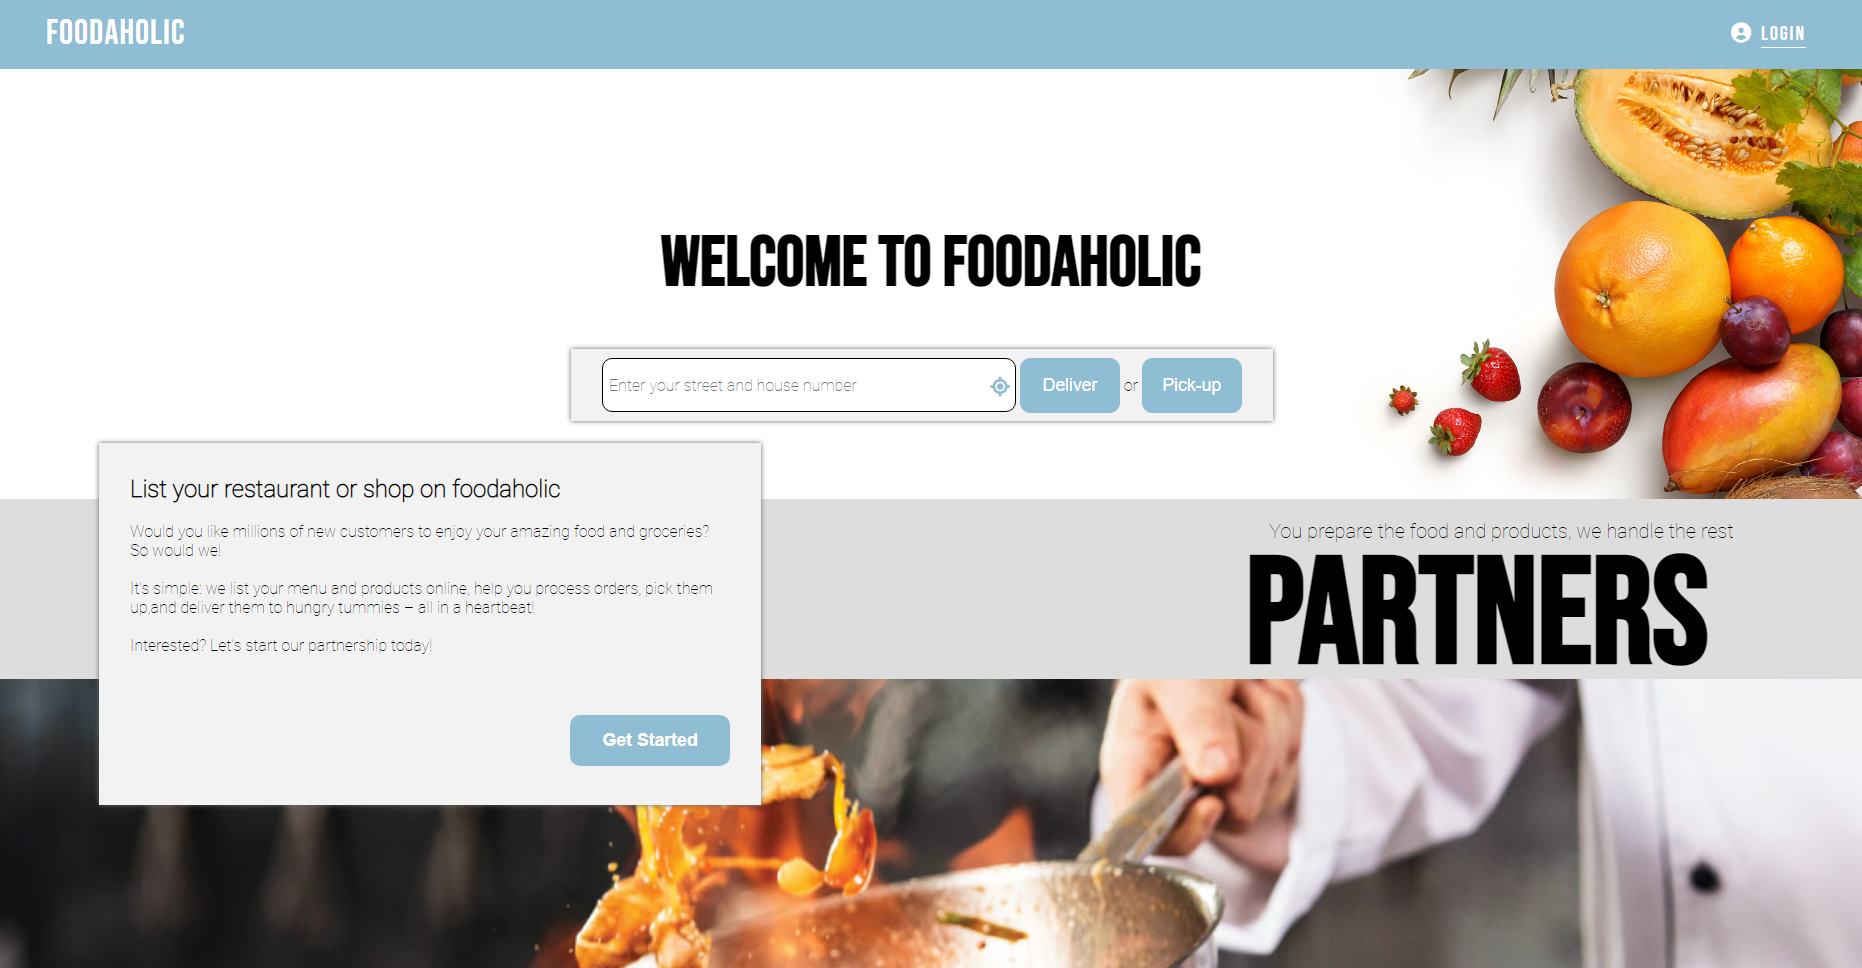 FOODAHOLIC
LOGIN
WELCOME TO FOODAHOLIC
Enter your street and house number
Deliver
or
Pick-up
List your restaurant or shop on foodaholic
Would you like millions of new customers to enjoy your amazing food and groceries?
So would we!
It's simple: we list your menu and products online, help you process orders, pick them
up,and deliver them to hungry tummies – all in a heartbeat!
Interested? Let's start our partnership today!
Get Started
You prepare the food and products, we handle the rest
PARTNERS